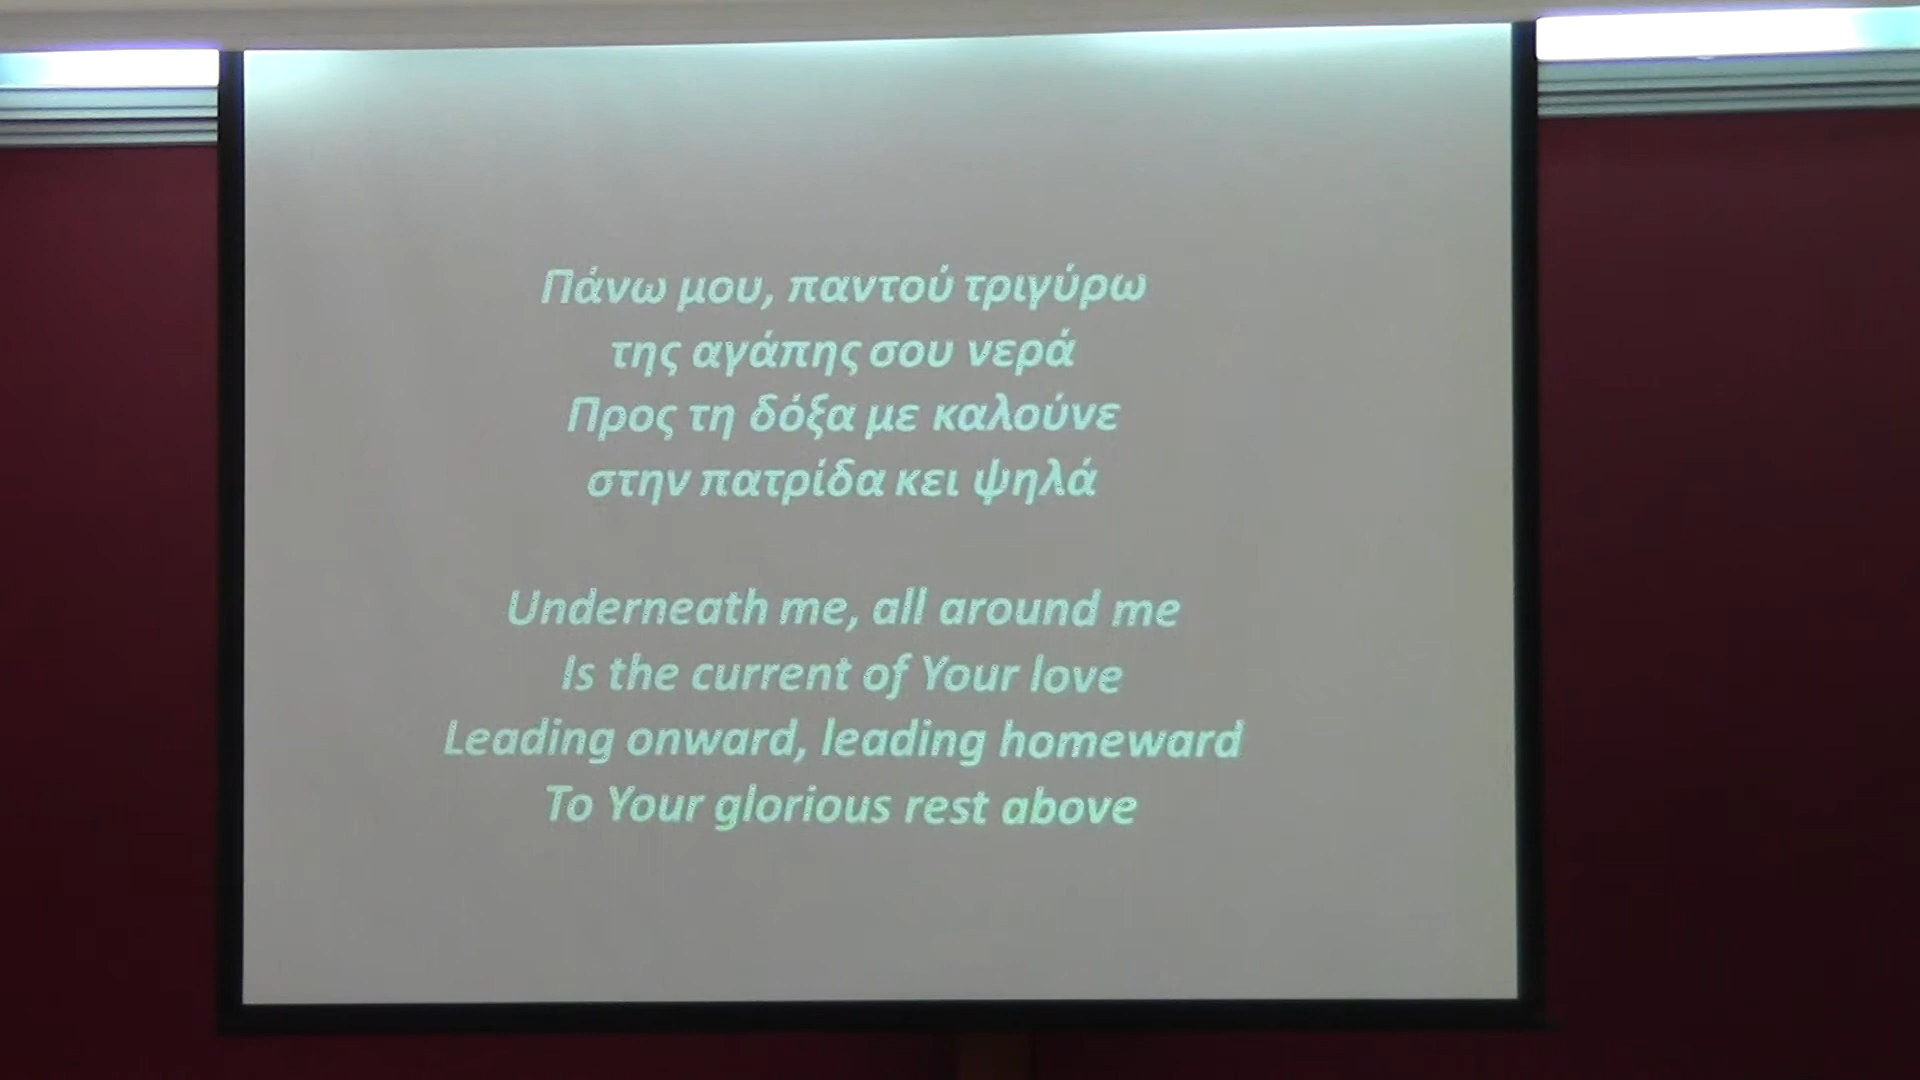 Πάνω μου, παντού τριγύρω
της αγάπης σου νερά
Προς τη δόξα με καλούνε
στην πατρίδα κει ψηλά
Underneath me, all around me
Is the current of Your love
Leading onward, leading homeward
To Your glorious rest above